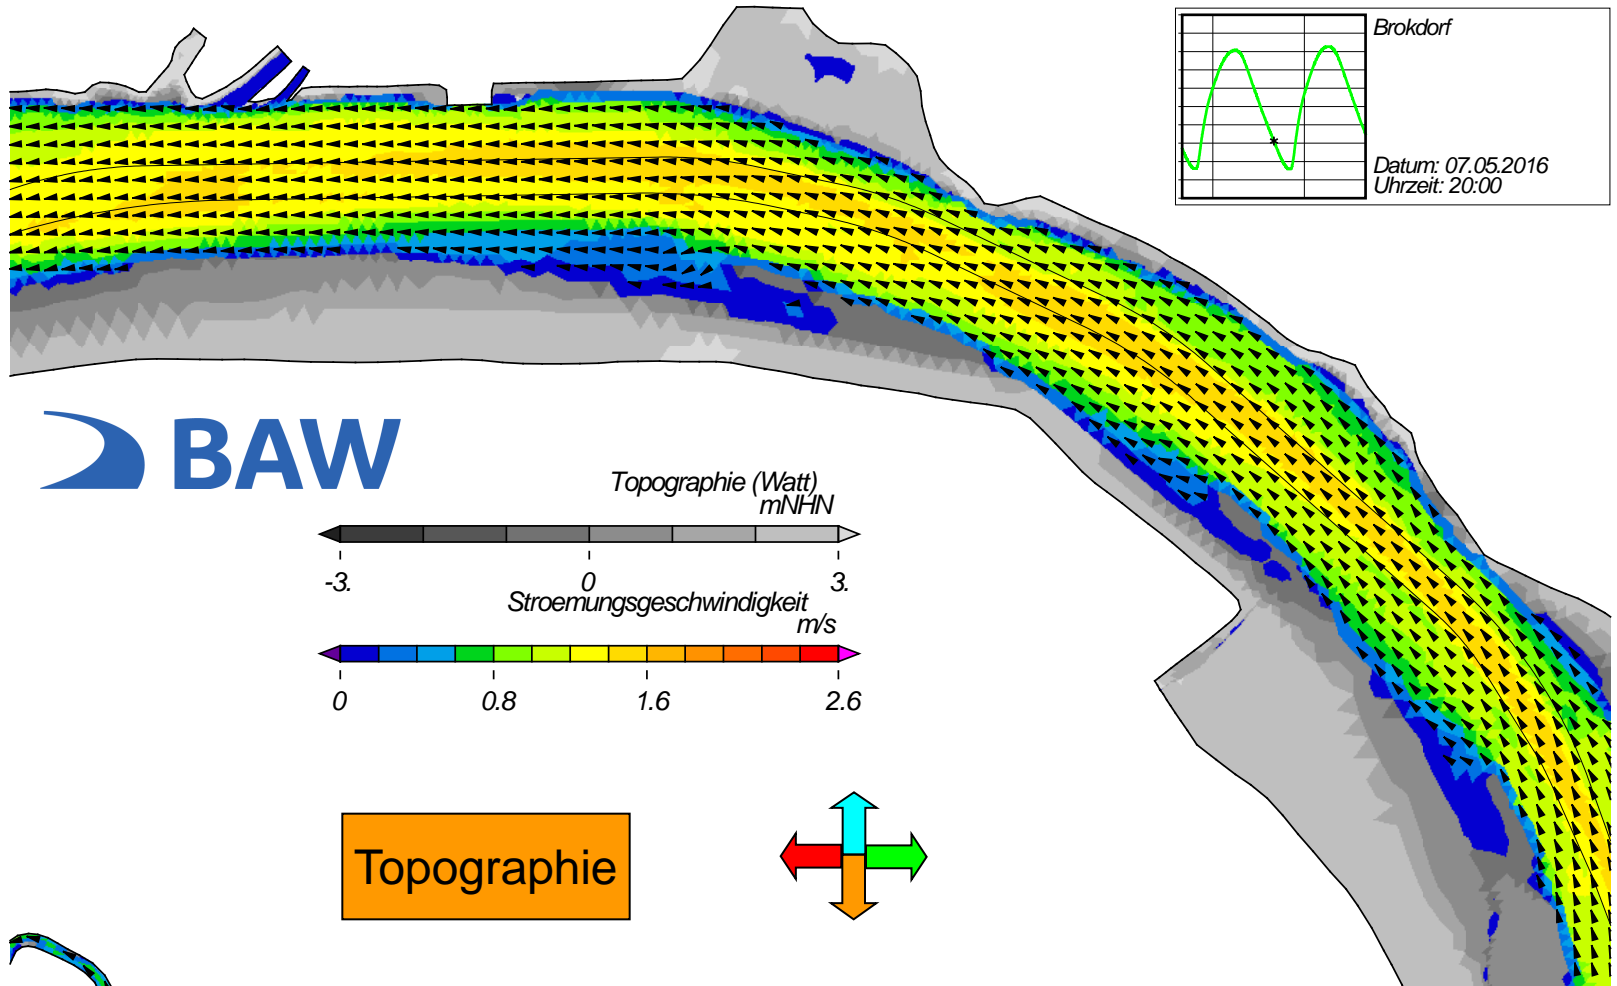 Brokdorf
Datum: 07.05.2016
Uhrzeit: 20:00
BAW
Topographie (Watt)
mNHN
-3. 0 3.
Stroemungsgeschwindigkeit
m/s
0 0.8 1.6 2.6
Topographie